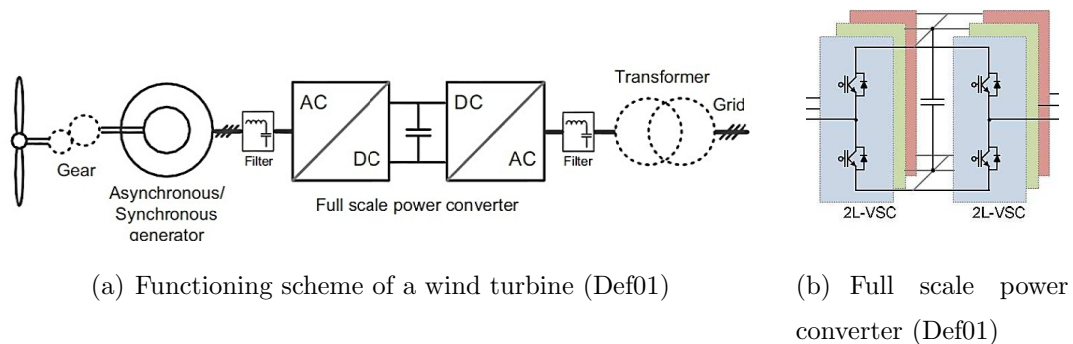 Transformer
Grid
AC
DC
DC
AC
Gear
Filter
Filter
Asynchronous/
Synchronous
generator
Full scale power converter
2L-VSC
2L-VSC
(a) Functioning scheme of a wind turbine (Def01)
(b) Full scale power
converter (Def01)